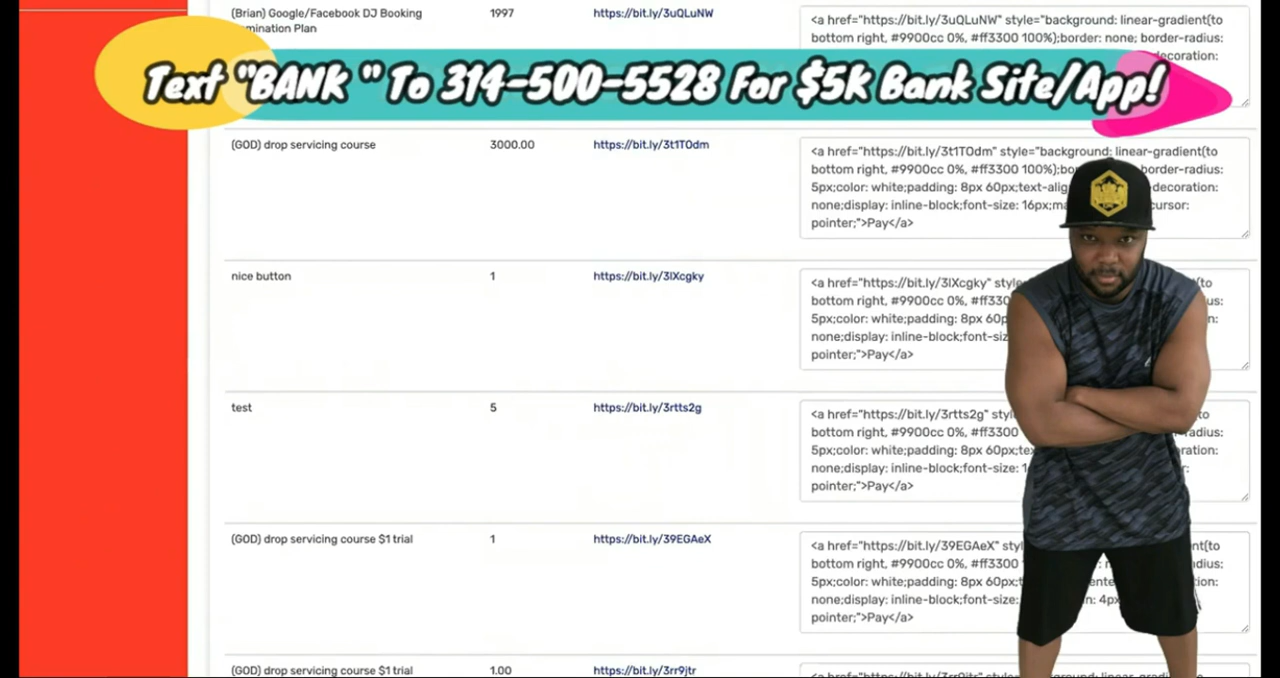 (Brian) Google/Facebook DJ Booking
mination Plan
1997
https://bit.ly/3uQLuNW
<a href="https://bit.ly/3uQLuNW" style="background: linear-gradient(to
bottom right, #9900cc 0%, #ff3300 100%);border: none; border-radius:
decoration:
Text "BANK " To 314-500-5528 For $5K Bank Site/App!
(GOD) drop servicing course
3000.00
https://bit.ly/3t1TOdm
<a href="https://bit.ly/3t1TOdm" style="background: linear-gradient(to
bottom right, #9900cc 0%, #ff3300 100%);bor border-radius:
5px;color: white;padding: 8px 60px;text-alig decoration:
none;display: inline-block;font-size: 16px;ma cursor:
pointer;">Pay</a>
nice button
1
https://bit.ly/3lXcgky
<a href="https://bit.ly/3lXcgky" style (to
bottom right, #9900cc 0%, #ff330 us:
5px;color: white;padding: 8px 60p n:
none;display: inline-block;font-siz
pointer;">Pay</a>
test
5
https://bit.ly/3rtts2g
<a href="https://bit.ly/3rtts2g" styl to
bottom right, #9900cc 0%, #ff3300 radius:
5px;color: white;padding: 8px 60px;tex ration:
none;display: inline-block;font-size: 1 r:
pointer;">Pay</a>
(GOD) drop servicing course $1 trial
1
https://bit.ly/39EGAeX
<a href="https://bit.ly/39EGAeX" styl nt(to
bottom right, #9900cc 0%, #ff3300 : n dius:
5px;color: white;padding: 8px 60px;t ente ation:
none;display: inline-block;font-size: n: 4px
pointer;">Pay</a>
(GOD) drop servicing course $1 trial
1.00
https://bit.ly/3rr9jtr